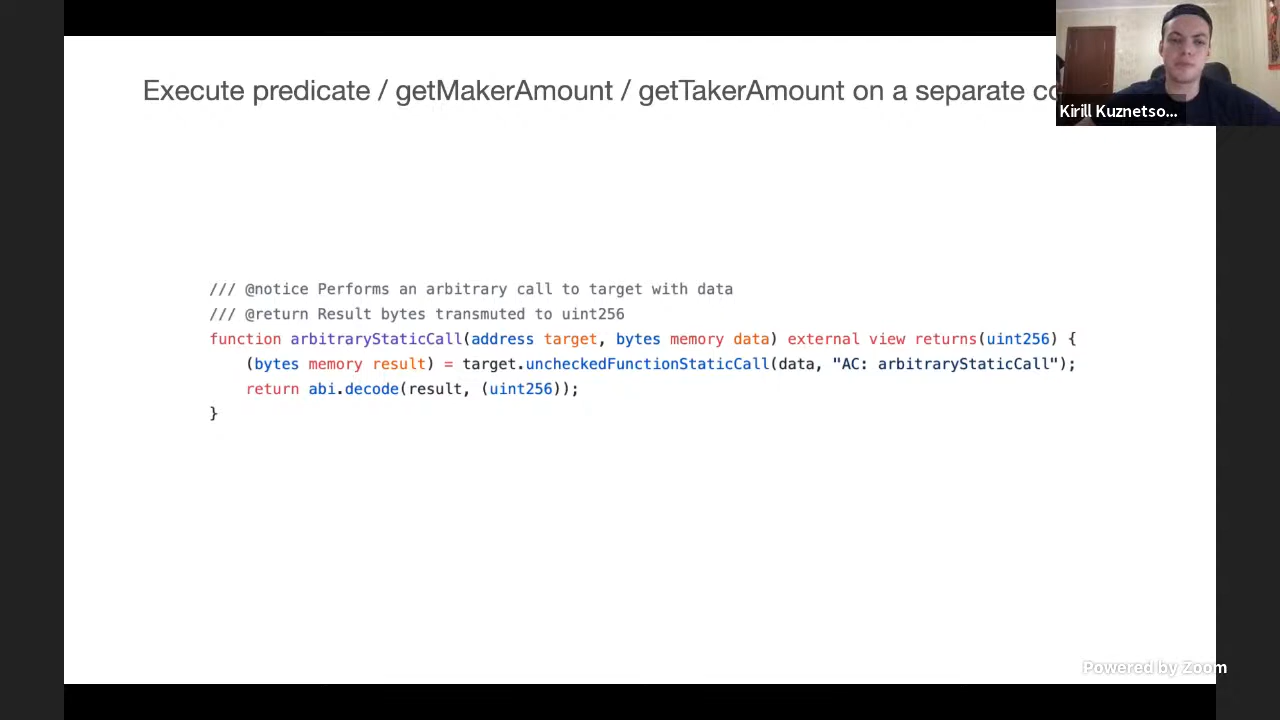 Execute predicate / getMakerAmount / getTakerAmount on a separate
Kirill Kuznetso...
/// @notice Performs an arbitrary call to target with data
/// @return Result bytes transmuted to uint256
function arbitraryStaticCall(address target, bytes memory data) external view returns(uint256) {
(bytes memory result) = target.uncheckedFunctionStaticCall(data, "AC: arbitraryStaticCall");
return abi.decode(result, (uint256));
}
Powered by Zoom